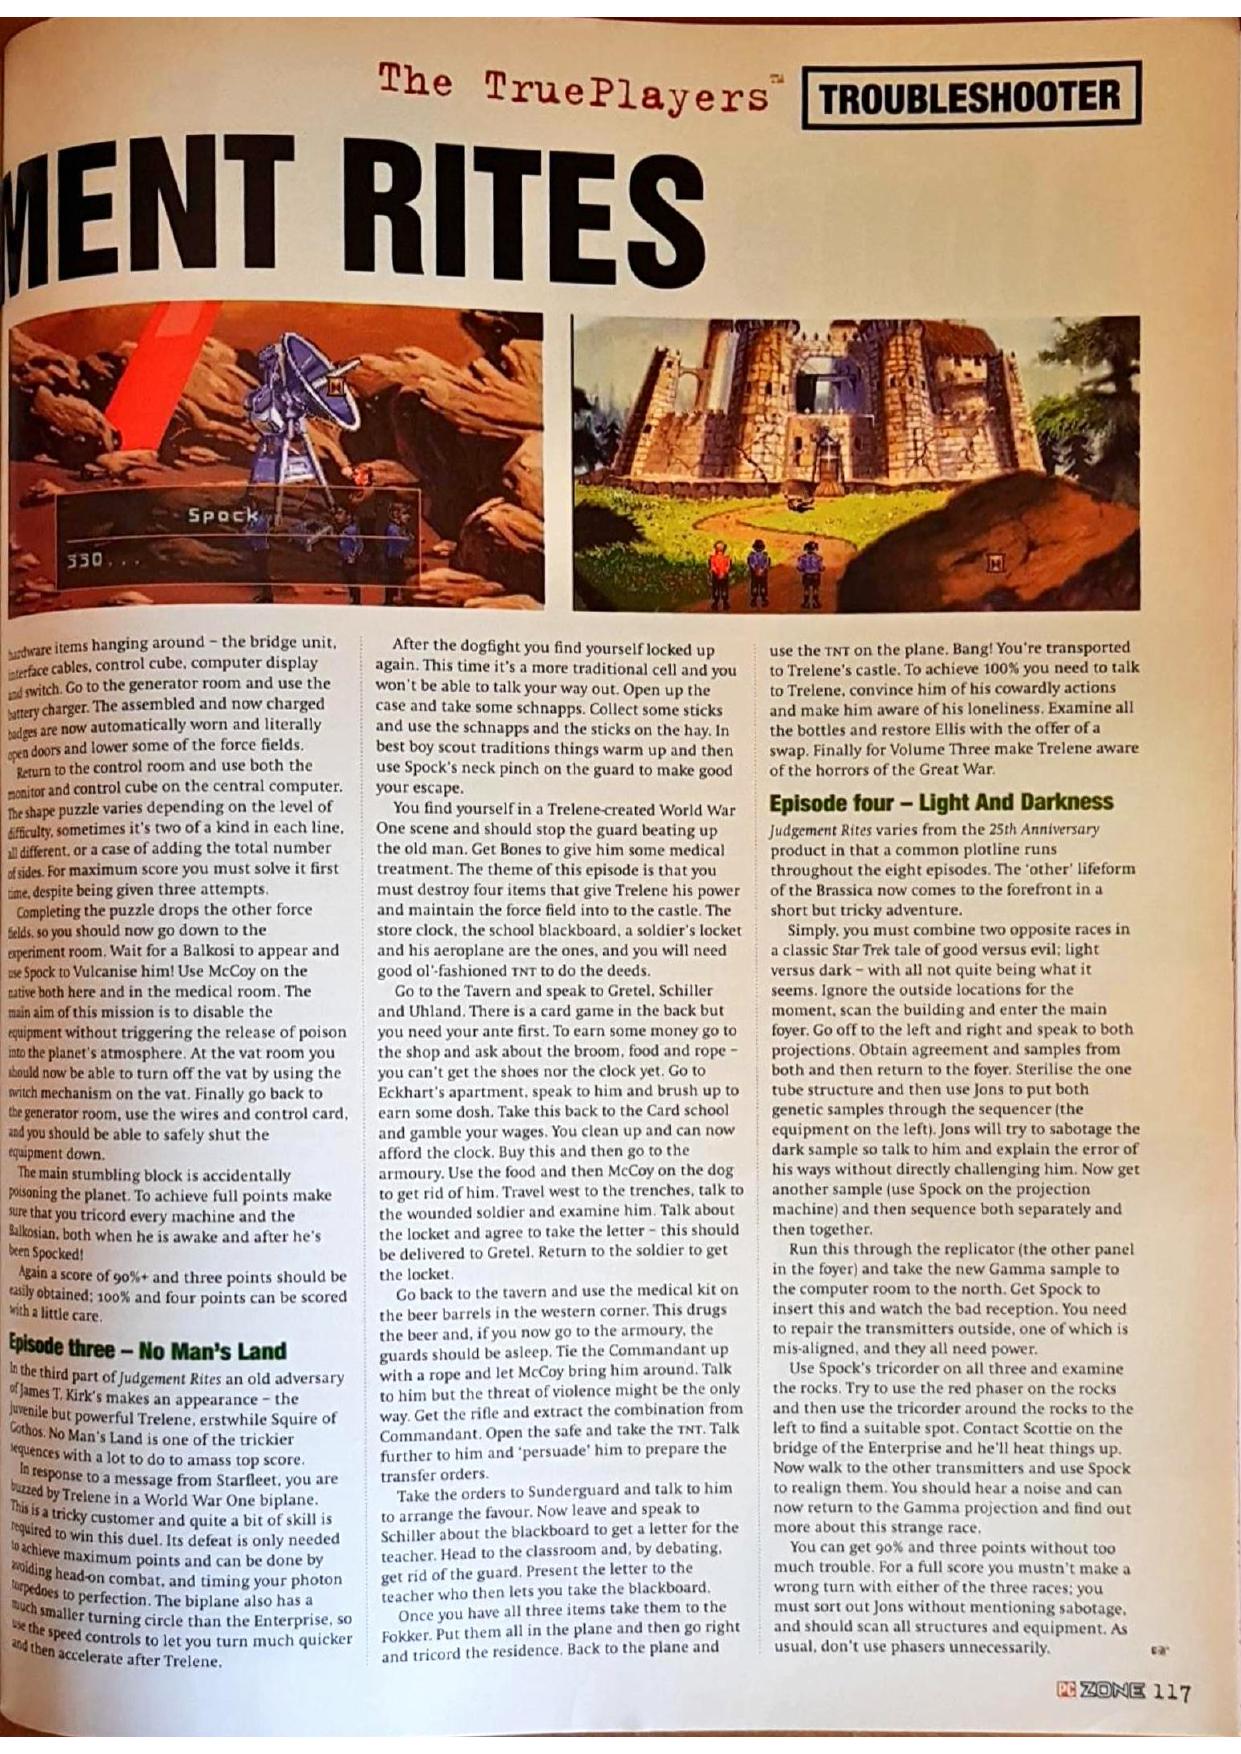 The TruePlayers™
TROUBLESHOOTER
MENT RITES
Spock
330...
hardware items hanging around – the bridge unit,
interface cables, control cube, computer display
and switch. Go to the generator room and use the
battery charger. The assembled and now charged
badges are now automatically worn and literally
open doors and lower some of the force fields.
Return to the control room and use both the
monitor and control cube on the central computer.
The shape puzzle varies depending on the level of
difficulty, sometimes it's two of a kind in each line,
all different, or a case of adding the total number
of sides. For maximum score you must solve it first
time, despite being given three attempts.
Completing the puzzle drops the other force
fields, so you should now go down to the
experiment room. Wait for a Balkosi to appear and
use Spock to Vulcanise him! Use McCoy on the
native both here and in the medical room. The
main aim of this mission is to disable the
equipment without triggering the release of poison
into the planet's atmosphere. At the vat room you
should now be able to turn off the vat by using the
switch mechanism on the vat. Finally go back to
the generator room, use the wires and control card,
and you should be able to safely shut the
equipment down.
The main stumbling block is accidentally
poisoning the planet. To achieve full points make
sure that you tricord every machine and the
Balkosian, both when he is awake and after he's
been Spocked!
Again a score of 90%+ and three points should be
easily obtained; 100% and four points can be scored
with a little care.
Episode three – No Man's Land
In the third part of Judgement Rites an old adversary
of James T. Kirk's makes an appearance – the
juvenile but powerful Trelene, erstwhile Squire of
Gothos. No Man's Land is one of the trickier
sequences with a lot to do to amass top score.
In response to a message from Starfleet, you are
buzzed by Trelene in a World War One biplane.
This is a tricky customer and quite a bit of skill is
required to win this duel. Its defeat is only needed
to achieve maximum points and can be done by
avoiding head-on combat, and timing your photon
torpedoes to perfection. The biplane also has a
much smaller turning circle than the Enterprise, so
use the speed controls to let you turn much quicker
and then accelerate after Trelene.
After the dogfight you find yourself locked up
again. This time it's a more traditional cell and you
won't be able to talk your way out. Open up the
case and take some schnapps. Collect some sticks
and use the schnapps and the sticks on the hay. In
best boy scout traditions things warm up and then
use Spock's neck pinch on the guard to make good
your escape.
You find yourself in a Trelene-created World War
One scene and should stop the guard beating up
the old man. Get Bones to give him some medical
treatment. The theme of this episode is that you
must destroy four items that give Trelene his power
and maintain the force field into to the castle. The
store clock, the school blackboard, a soldier's locket
and his aeroplane are the ones, and you will need
good ol'-fashioned TNT to do the deeds.
Go to the Tavern and speak to Gretel, Schiller
and Uhland. There is a card game in the back but
you need your ante first. To earn some money go to
the shop and ask about the broom, food and rope –
you can't get the shoes nor the clock yet. Go to
Eckhart's apartment, speak to him and brush up to
earn some dosh. Take this back to the Card school
and gamble your wages. You clean up and can now
afford the clock. Buy this and then go to the
armoury. Use the food and then McCoy on the dog
to get rid of him. Travel west to the trenches, talk to
the wounded soldier and examine him. Talk about
the locket and agree to take the letter – this should
be delivered to Gretel. Return to the soldier to get
the locket.
Go back to the tavern and use the medical kit on
the beer barrels in the western corner. This drugs
the beer and, if you now go to the armoury, the
guards should be asleep. Tie the Commandant up
with a rope and let McCoy bring him around. Talk
to him but the threat of violence might be the only
way. Get the rifle and extract the combination from
Commandant. Open the safe and take the TNT. Talk
further to him and 'persuade' him to prepare the
transfer orders.
Take the orders to Sunderguard and talk to him
to arrange the favour. Now leave and speak to
Schiller about the blackboard to get a letter for the
teacher. Head to the classroom and, by debating,
get rid of the guard. Present the letter to the
teacher who then lets you take the blackboard.
Once you have all three items take them to the
Fokker. Put them all in the plane and then go right
and tricord the residence. Back to the plane and
use the TNT on the plane. Bang! You're transported
to Trelene's castle. To achieve 100% you need to talk
to Trelene, convince him of his cowardly actions
and make him aware of his loneliness. Examine all
the bottles and restore Ellis with the offer of a
swap. Finally for Volume Three make Trelene aware
of the horrors of the Great War.
Episode four – Light And Darkness
Judgement Rites varies from the 25th Anniversary
product in that a common plotline runs
throughout the eight episodes. The 'other' lifeform
of the Brassica now comes to the forefront in a
short but tricky adventure.
Simply, you must combine two opposite races in
a classic Star Trek tale of good versus evil; light
versus dark – with all not quite being what it
seems. Ignore the outside locations for the
moment, scan the building and enter the main
foyer. Go off to the left and right and speak to both
projections. Obtain agreement and samples from
both and then return to the foyer. Sterilise the one
tube structure and then use Jons to put both
genetic samples through the sequencer (the
equipment on the left). Jons will try to sabotage the
dark sample so talk to him and explain the error of
his ways without directly challenging him. Now get
another sample (use Spock on the projection
machine) and then sequence both separately and
then together.
Run this through the replicator (the other panel
in the foyer) and take the new Gamma sample to
the computer room to the north. Get Spock to
insert this and watch the bad reception. You need
to repair the transmitters outside, one of which is
mis-aligned, and they all need power.
Use Spock's tricorder on all three and examine
the rocks. Try to use the red phaser on the rocks
and then use the tricorder around the rocks to the
left to find a suitable spot. Contact Scottie on the
bridge of the Enterprise and he'll heat things up.
Now walk to the other transmitters and use Spock
to realign them. You should hear a noise and can
now return to the Gamma projection and find out
more about this strange race.
You can get 90% and three points without too
much trouble. For a full score you mustn't make a
wrong turn with either of the three races; you
must sort out Jons without mentioning sabotage,
and should scan all structures and equipment. As
usual, don't use phasers unnecessarily.
PC ZONE 117